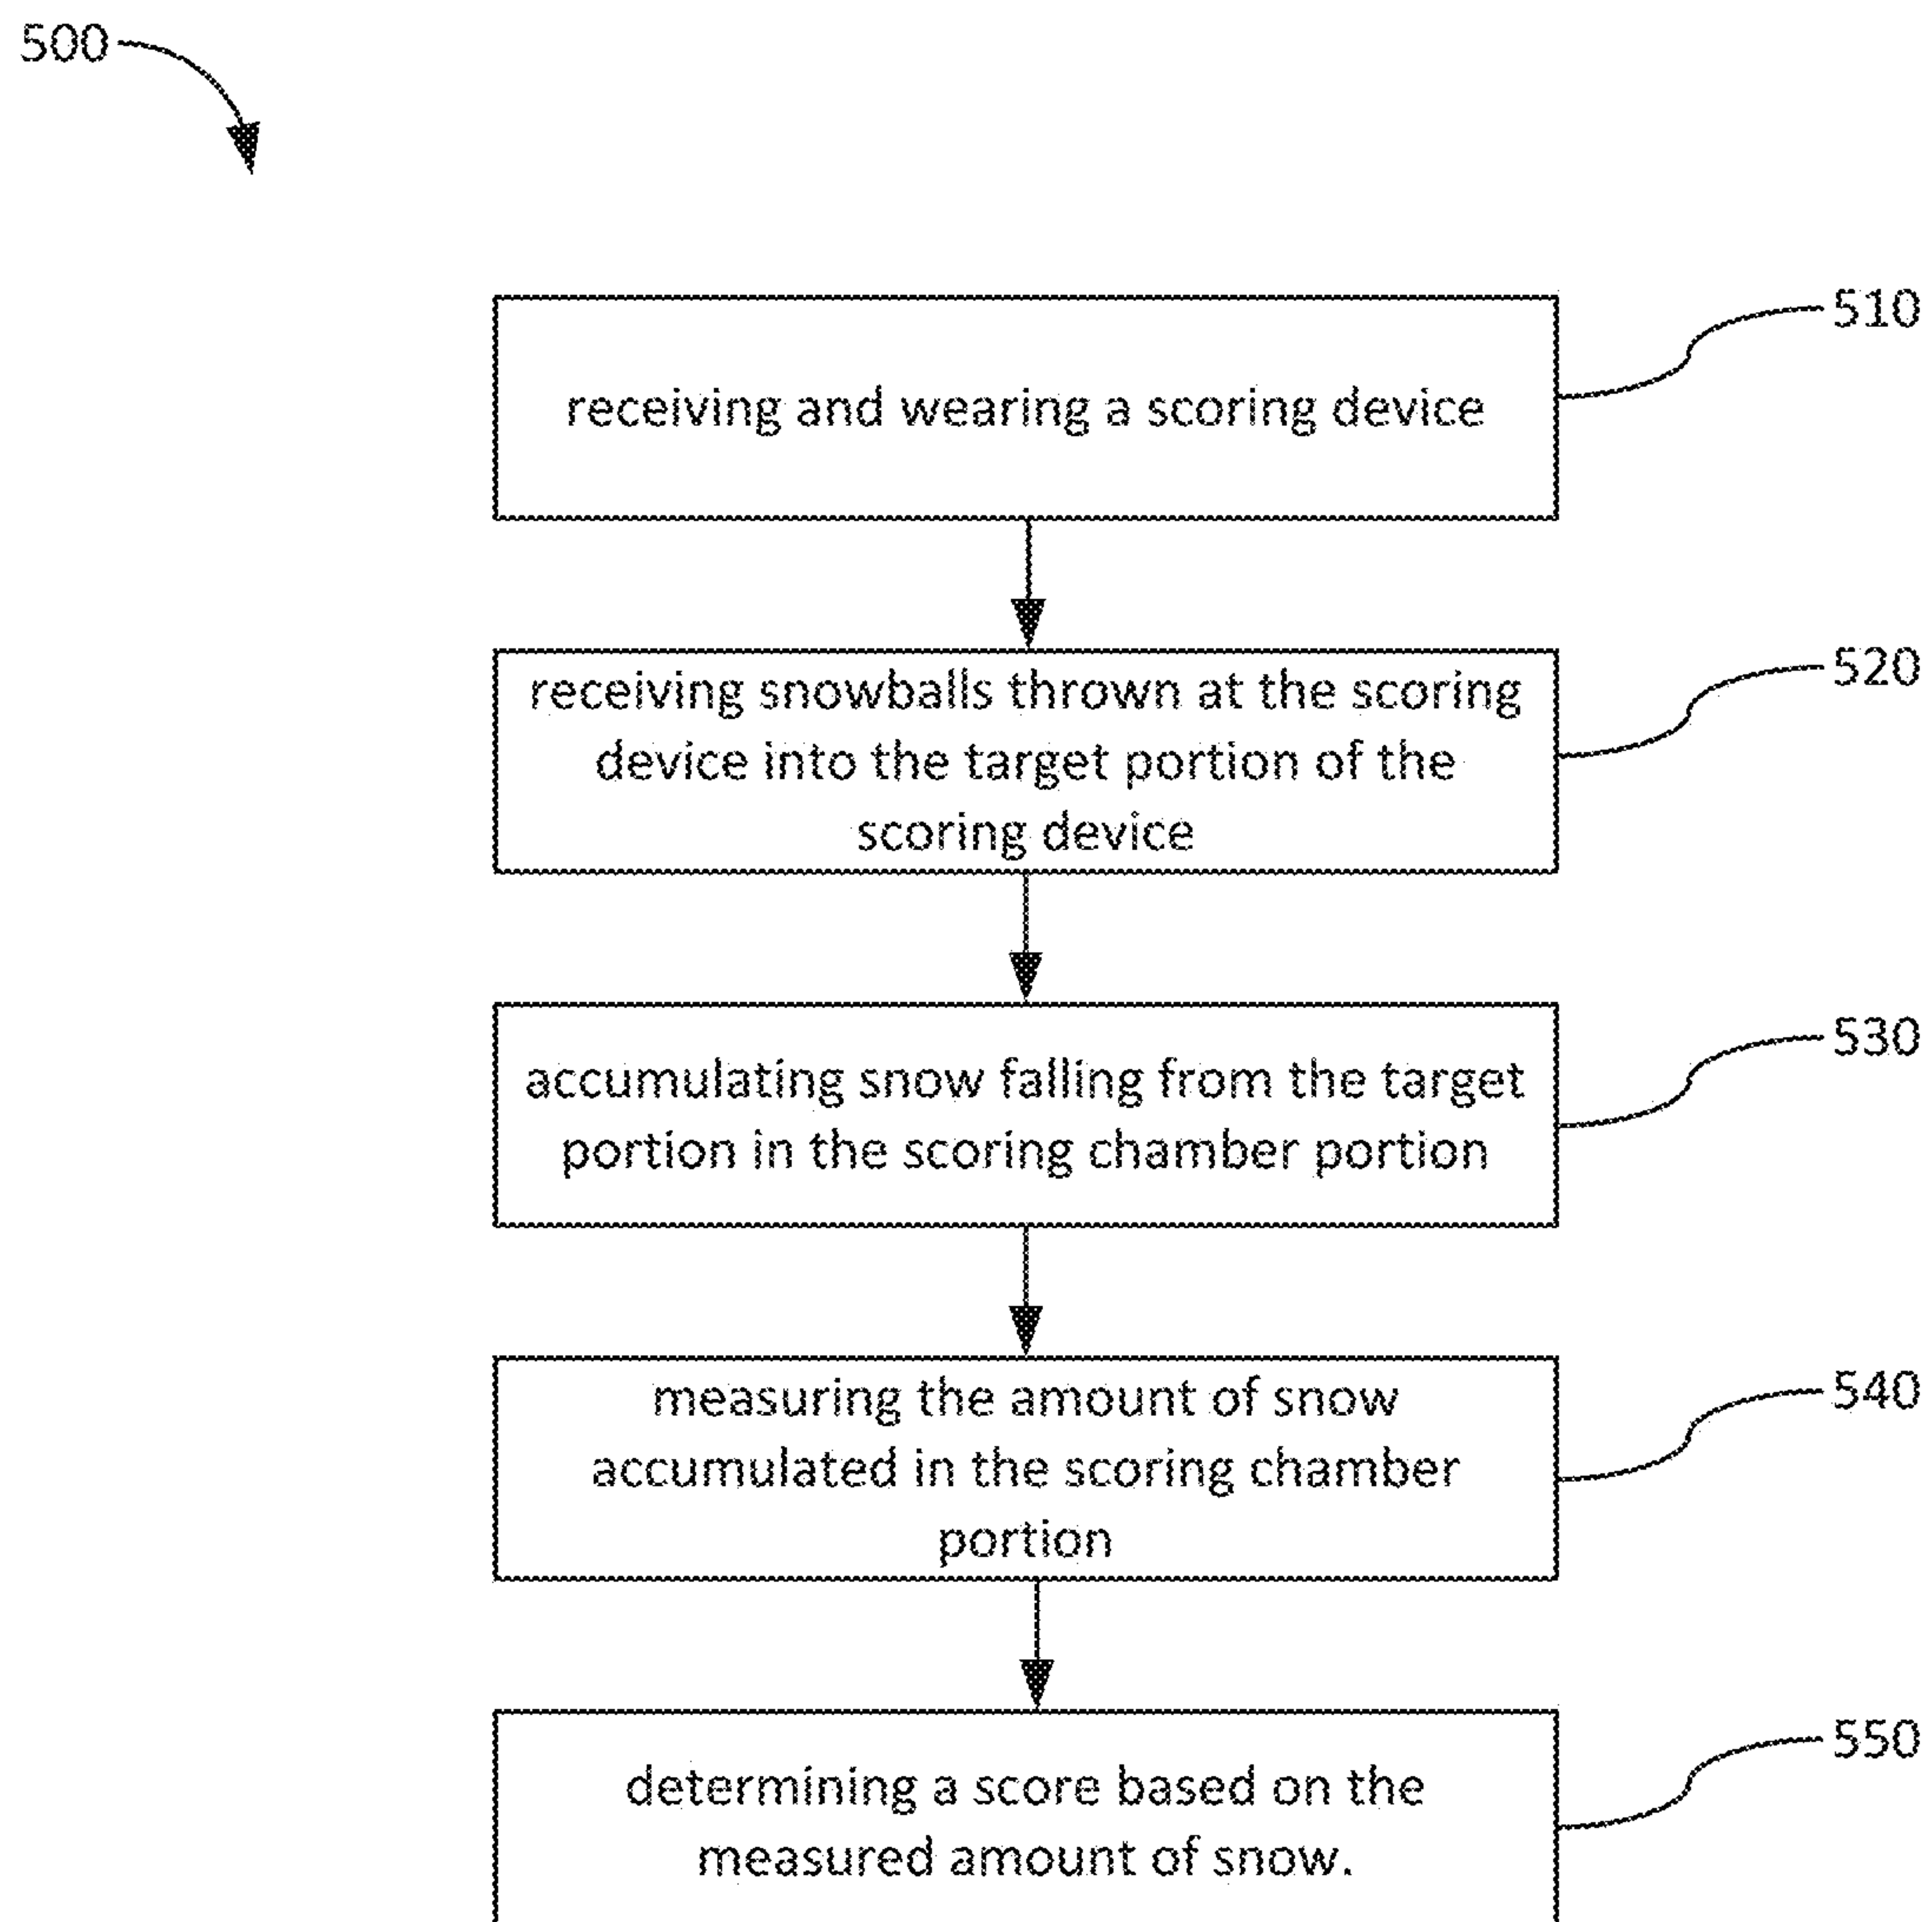 500
510
receiving and wearing a scoring device
520
receiving snowballs thrown at the scoring
device into the target portion of the
scoring device
530
accumulating snow falling from the target
portion in the scoring chamber portion
540
measuring the amount of snow
accumulated in the scoring chamber
portion
550
determining a score based on the
measured amount of snow.